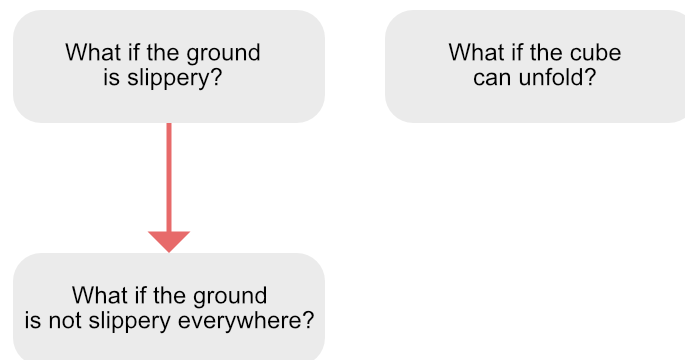 What if the ground
is slippery?
What if the cube
can unfold?
What if the ground
is not slippery everywhere?